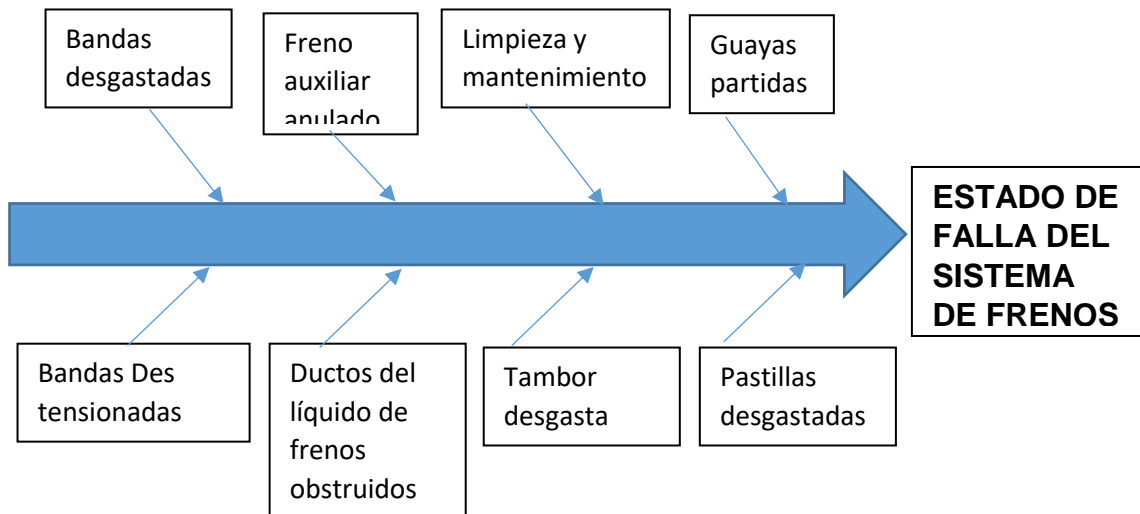 Bandas
desgastadas
Freno
auxiliar
anulado
Limpieza y
mantenimiento
Guayas
partidas
ESTADO DE
FALLA DEL
SISTEMA
DE FRENOS
Bandas Des
tensionadas
Ductos del
líquido de
frenos
obstruidos
Tambor
desgasta
Pastillas
desgastadas